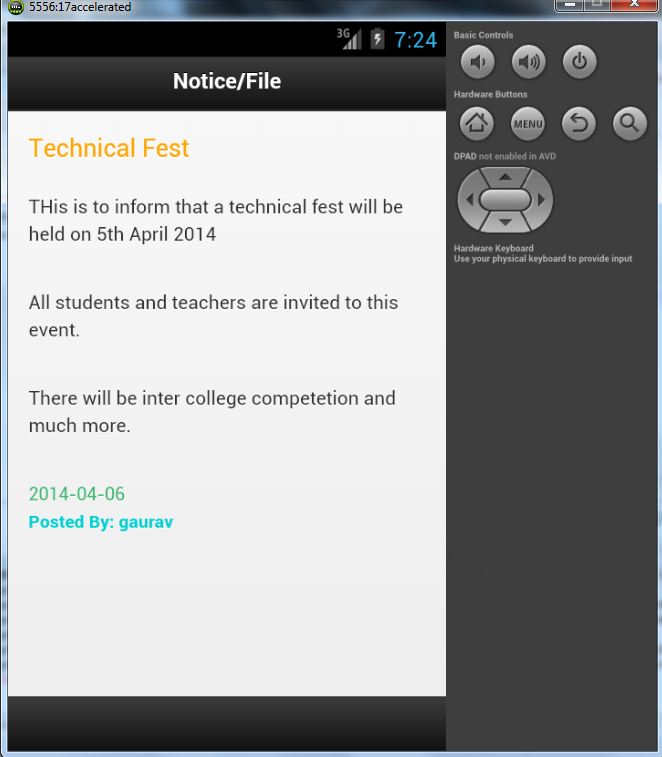 5556:17accelerated
3G
7:24
Notice/File
Technical Fest
THis is to inform that a technical fest will be
held on 5th April 2014
All students and teachers are invited to this
event.
There will be inter college competetion and
much more.
2014-04-06
Posted By: gaurav
Basic Controls
Hardware Buttons
MENU
DPAD not enabled in AVD
Hardware Keyboard
Use your physical keyboard to provide input